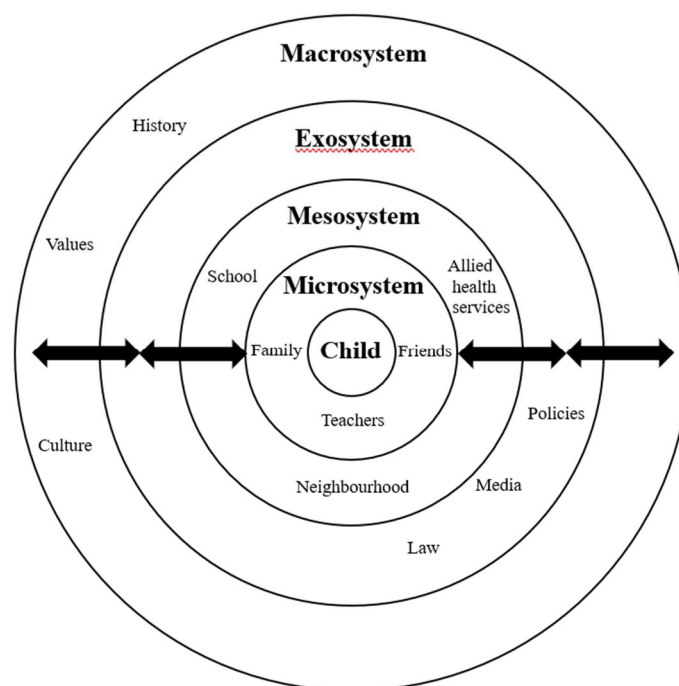 Macrosystem
History
Exosystem
Mesosystem
Values
School
Allied
health
services
Microsystem
Family
Child
Friends
Teachers
Policies
Culture
Neighbourhood
Media
Law